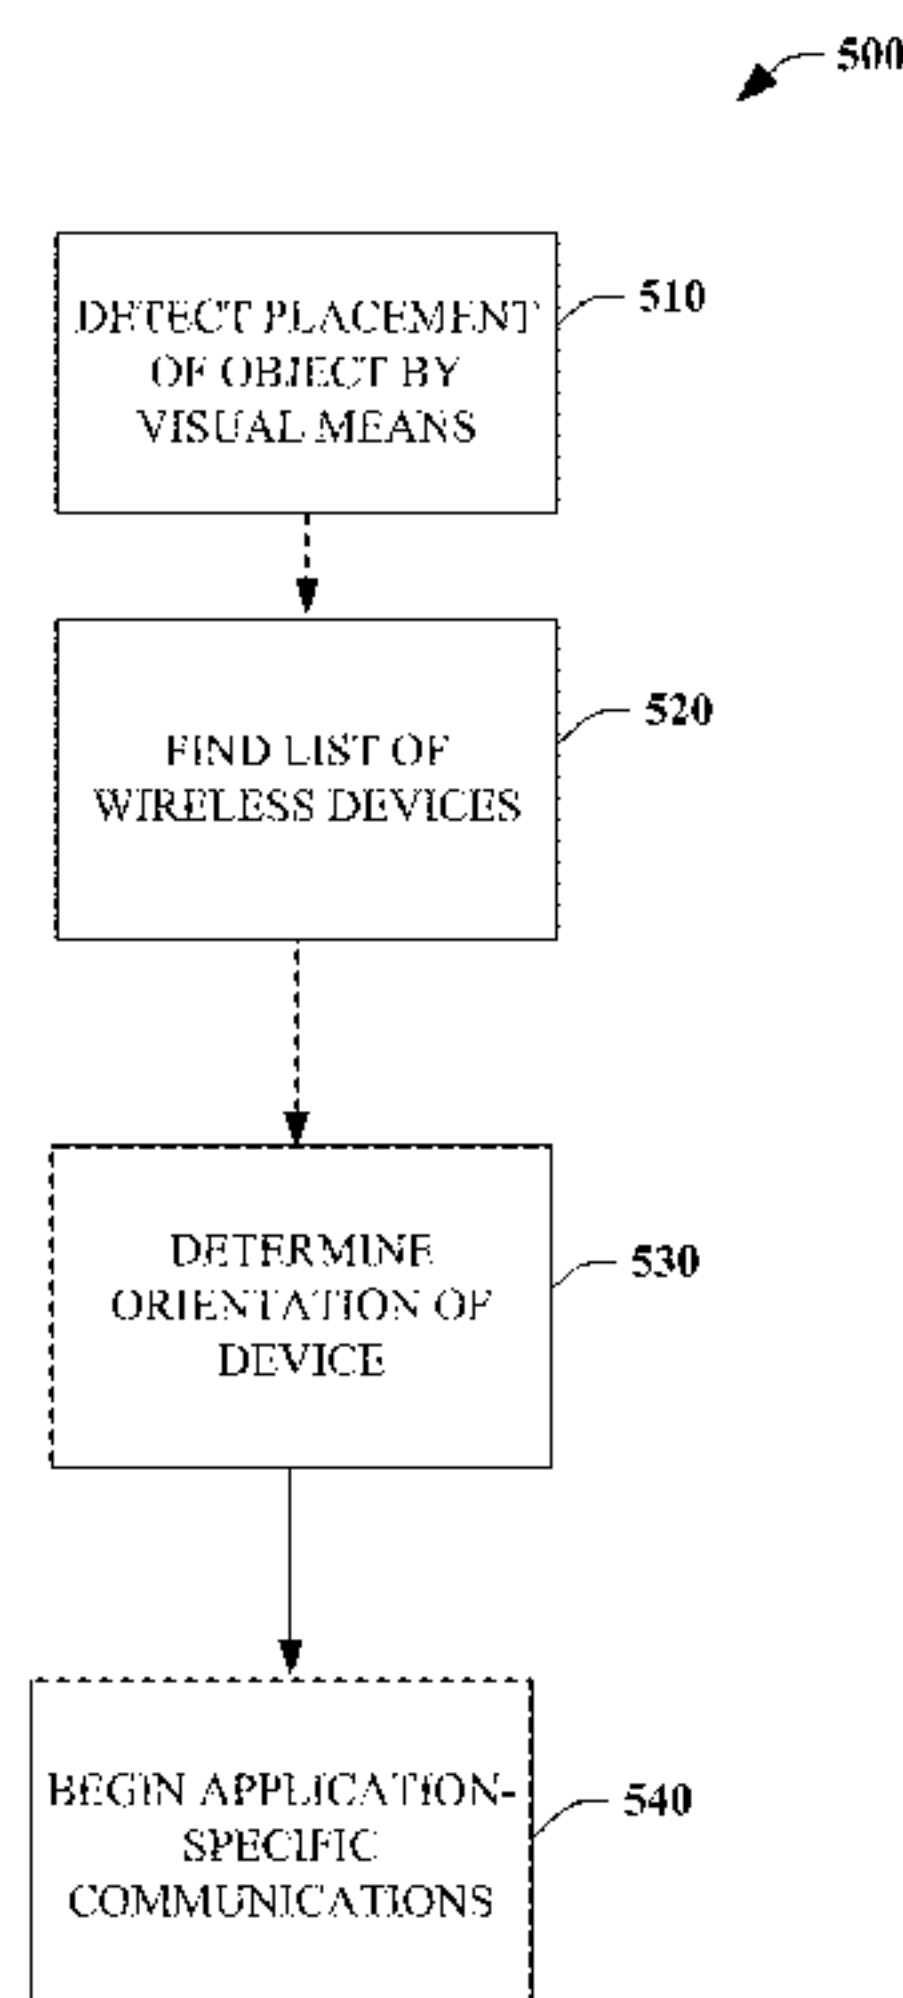 500
DETECT PLACEMENT
OF OBJECT BY
VISUAL MEANS
510
FIND LIST OF
WIRELESS DEVICES
520
DETERMINE
ORIENTATION OF
DEVICE
530
BEGIN APPLICATION-
SPECIFIC
COMMUNICATIONS
540